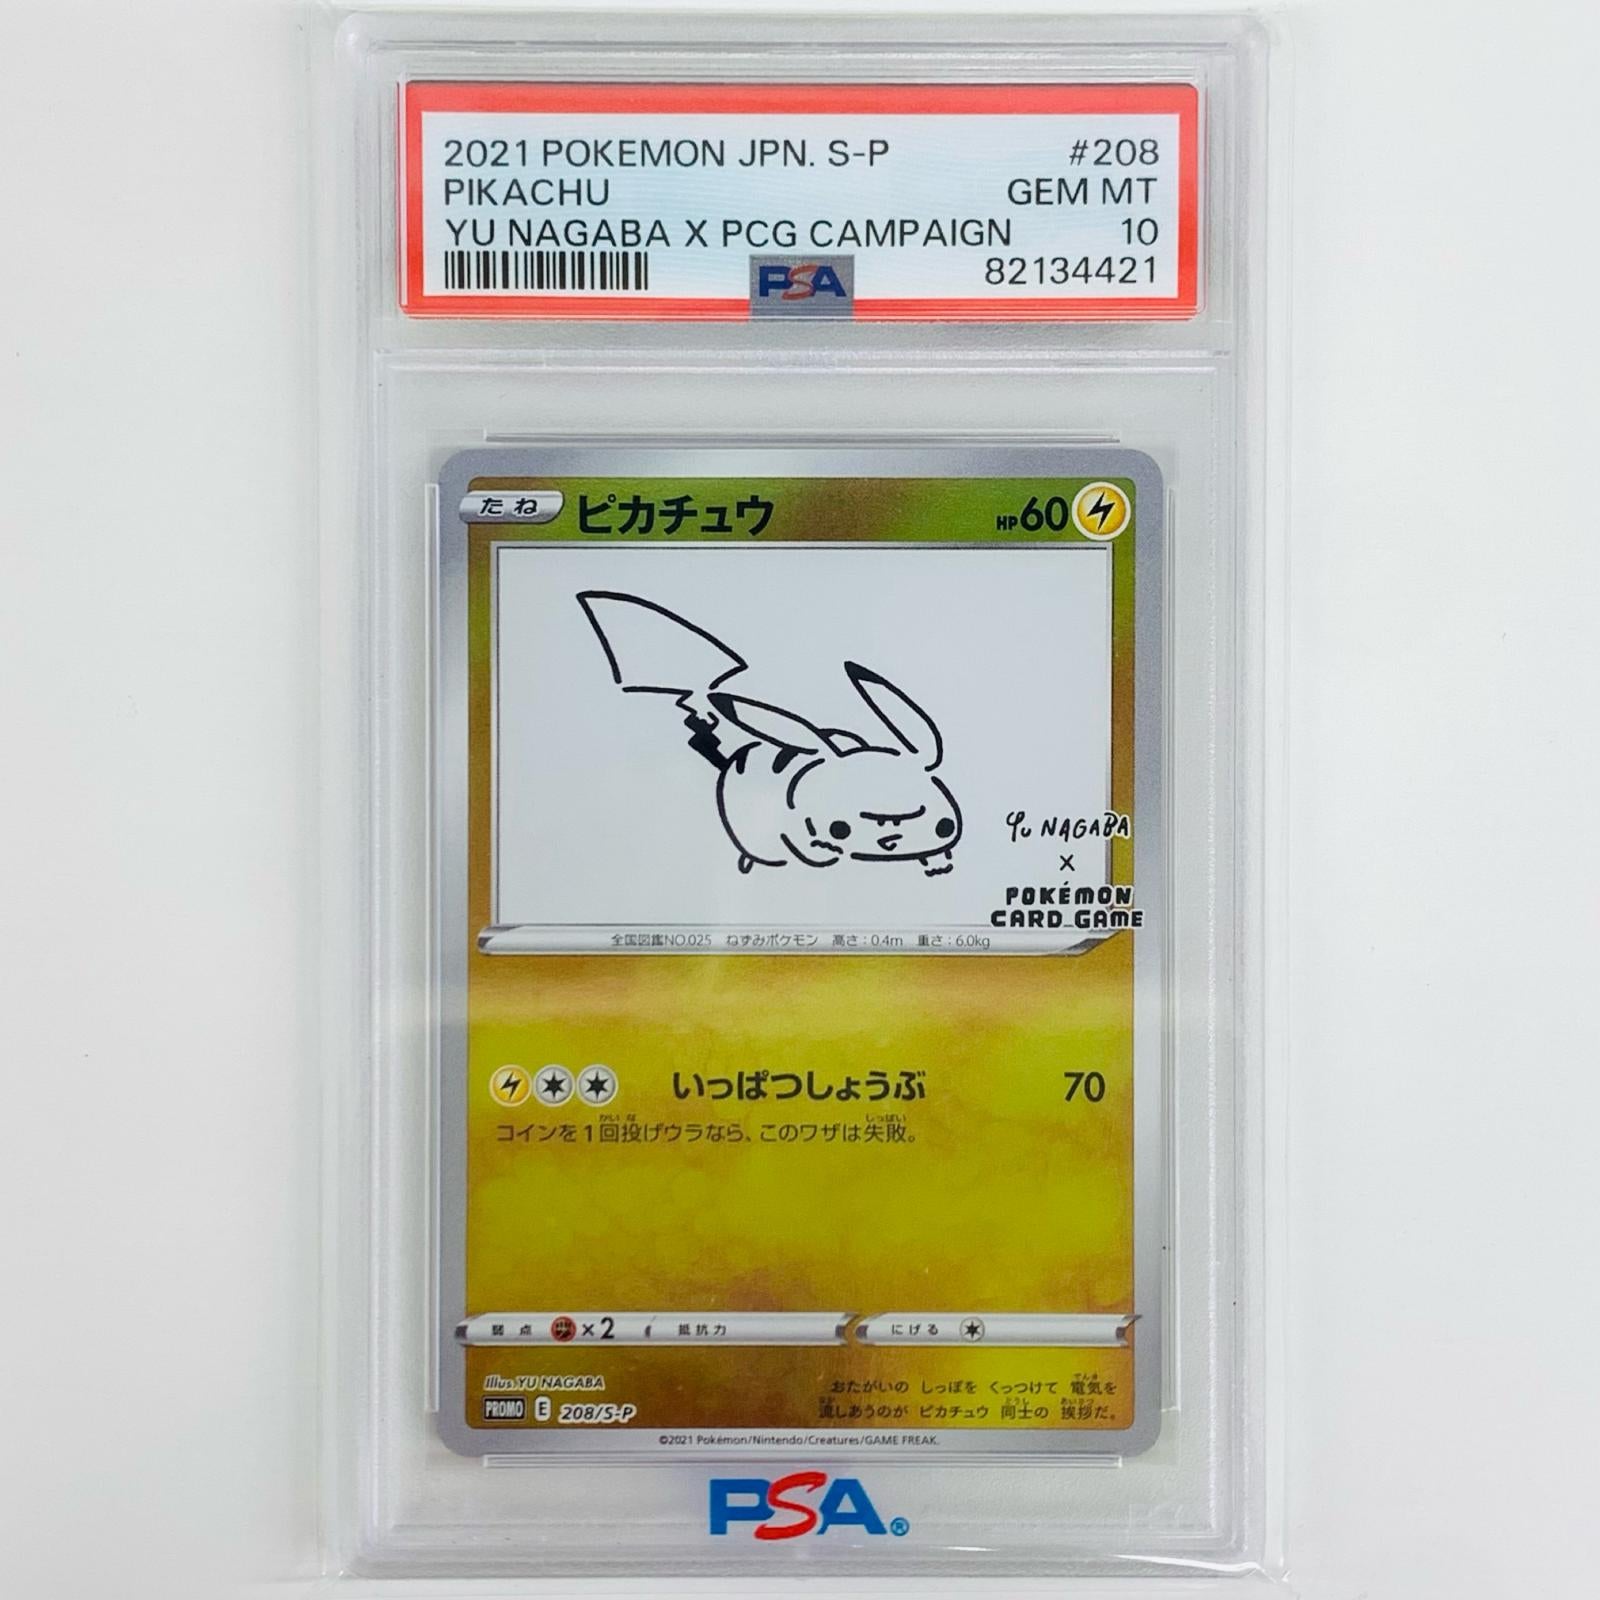 2021 POKEMON JPN. S-P #208
PIKACHU GEM MT
YU NAGABA X PCG CAMPAIGN 10
PSA 82134421
たね ピカチュウ HP60
Yu NAGABA
X
POKÉMON
CARD GAME
全国図鑑NO.025 ねずみポケモン 高さ:0.4m 重さ:6.0kg
いっぱつしょうぶ 70
コインを1回投げウラなら、このワザは失敗。
弱点 ×2 抵抗力 にげる
Illus. YU NAGABA
PROMO E 208/S-P
おたがいの しっぽを くっつけて 電気を
流しあうのが ピカチュウ 同士の 挨拶だ。
©2021 Pokémon/Nintendo/Creatures/GAME FREAK.
PSA®